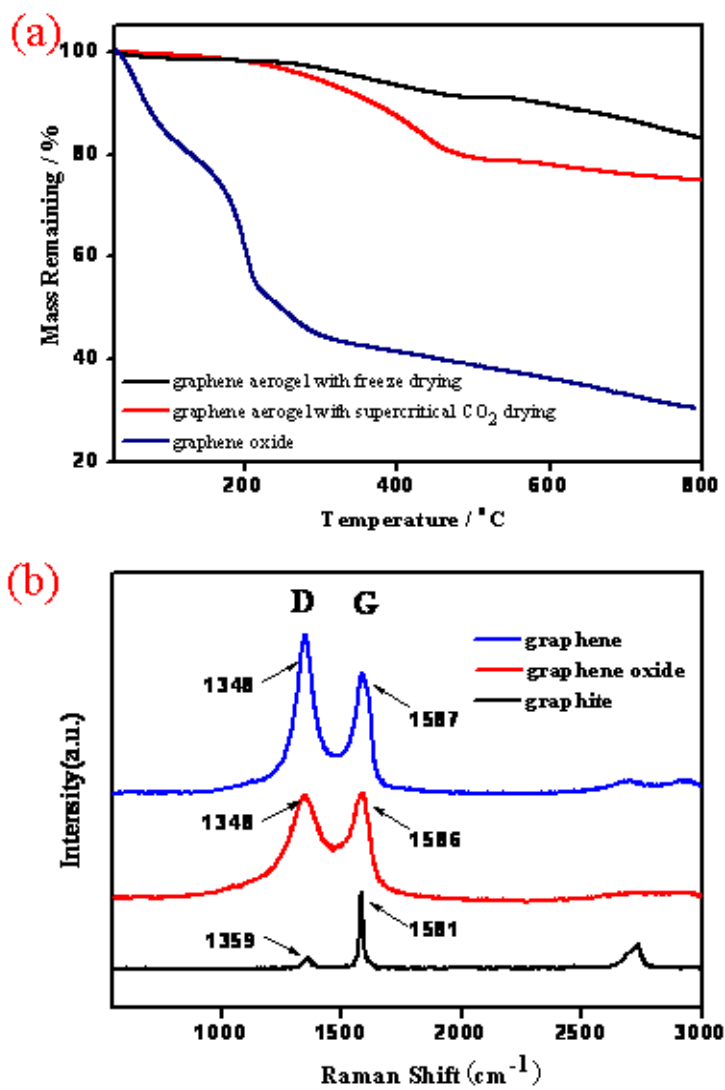 (a)
100
80
60
40
20
Mass Remaining / %
graphene aerogel with freeze drying
graphene aerogel with supercritical CO2 drying
graphene oxide
200
400
600
800
Temperature / °C
(b)
D
G
graphene
graphene oxide
graphite
1348
1587
1348
1586
1359
1581
Intensity(a.u.)
1000
1500
2000
2500
3000
Raman Shift (cm-1)